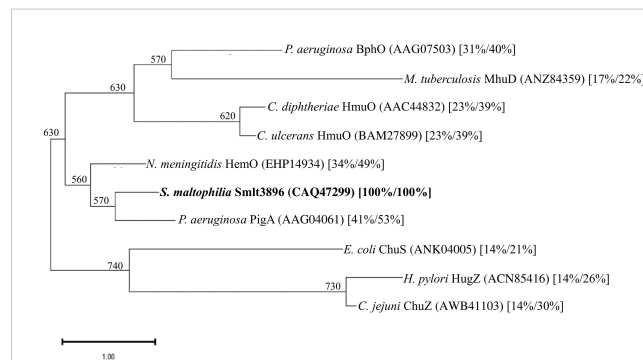 P. aeruginosa BphO (AAG07503) [31%/40%]
570
M. tuberculosis MhuD (ANZ84359) [17%/22%]
630
C. diphtheriae HmuO (AAC44832) [23%/39%]
620
C. ulcerans HmuO (BAM27899) [23%/39%]
630
N. meningitidis HemO (EHP14934) [34%/49%]
560
S. maltophilia Smlt3896 (CAQ47299) [100%/100%]
570
P. aeruginosa PigA (AAG04061) [41%/53%]
E. coli ChuS (ANK04005) [14%/21%]
740
H. pylori HugZ (ACN85416) [14%/26%]
730
C. jejuni ChuZ (AWB41103) [14%/30%]
1.00